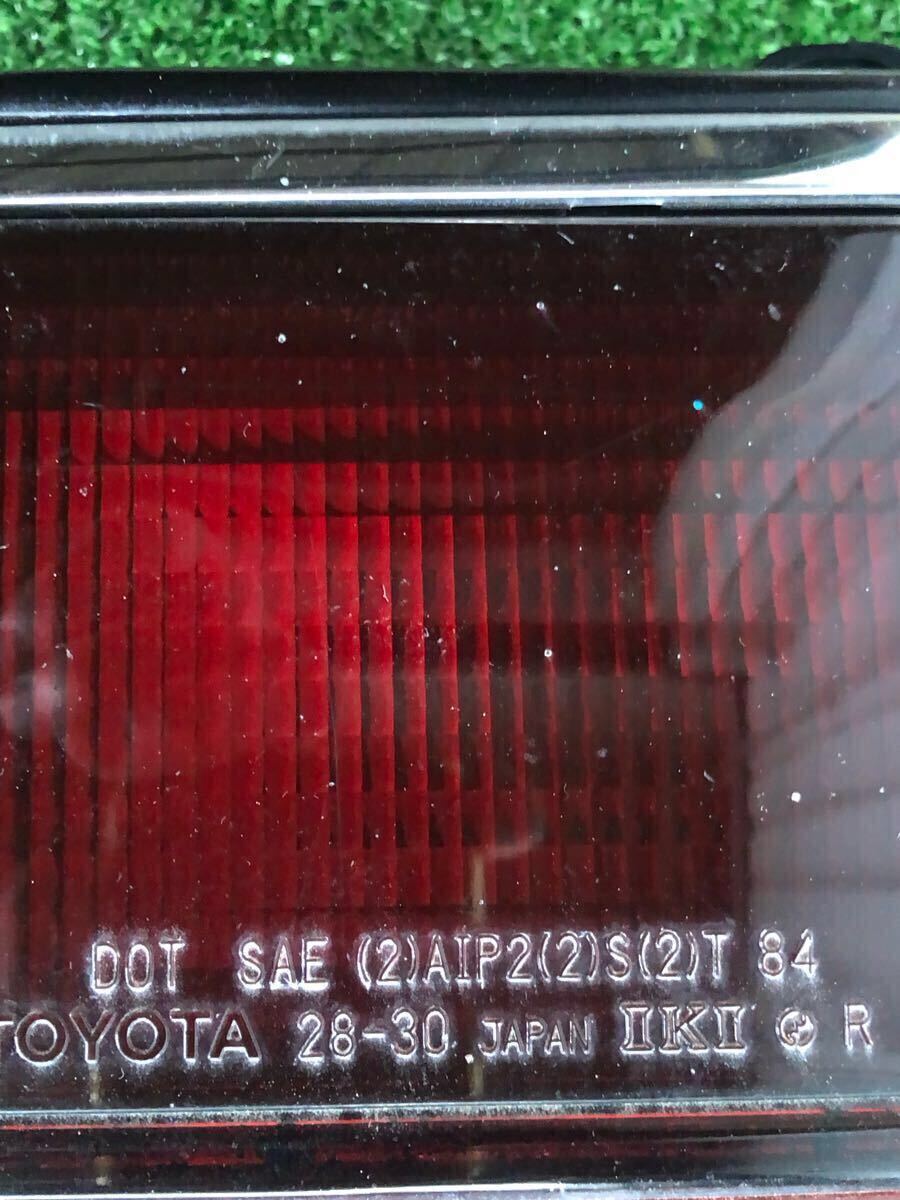 DOT SAE (2)AIP2(2)S(2)T 84
TOYOTA 28-30 JAPAN IKI R